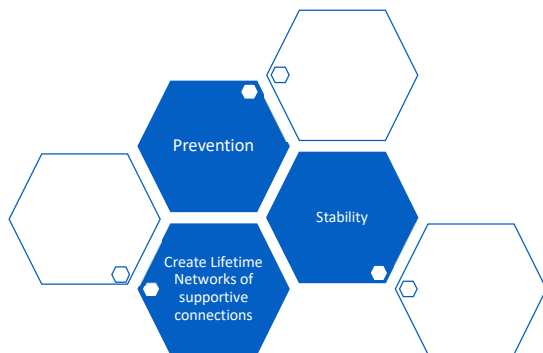 Prevention
Stability
Create Lifetime
Networks of
supportive
connections